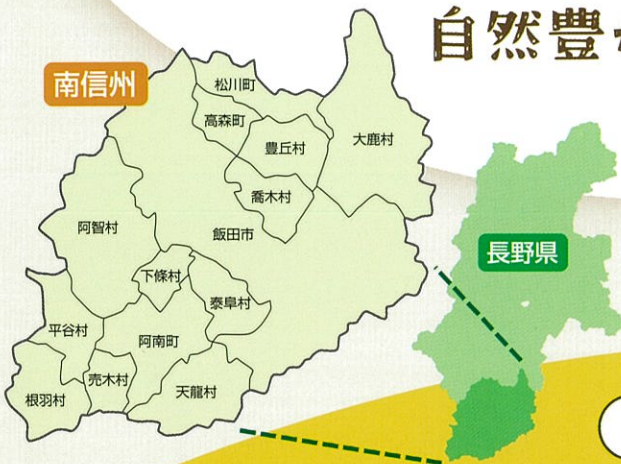 自然豊
南信州
松川町
高森町
豊丘村
大鹿村
喬木村
阿智村
飯田市
長野県
下條村
泰阜村
平谷村
阿南町
売木村
天龍村
根羽村